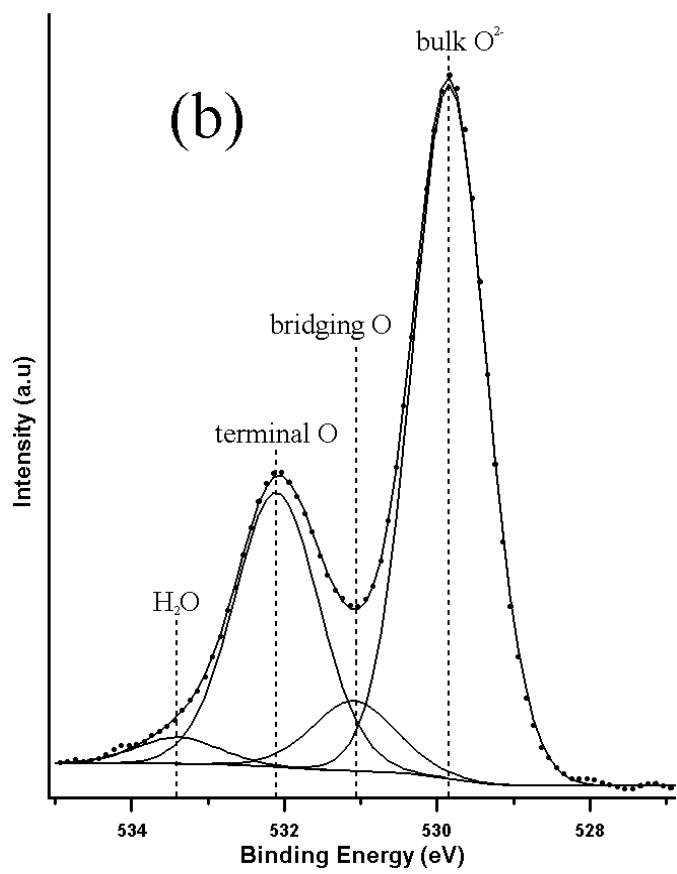 bulk O²⁻
(b)
bridging O
terminal O
H₂O
Intensity (a.u)
534 532 530 528
Binding Energy (eV)